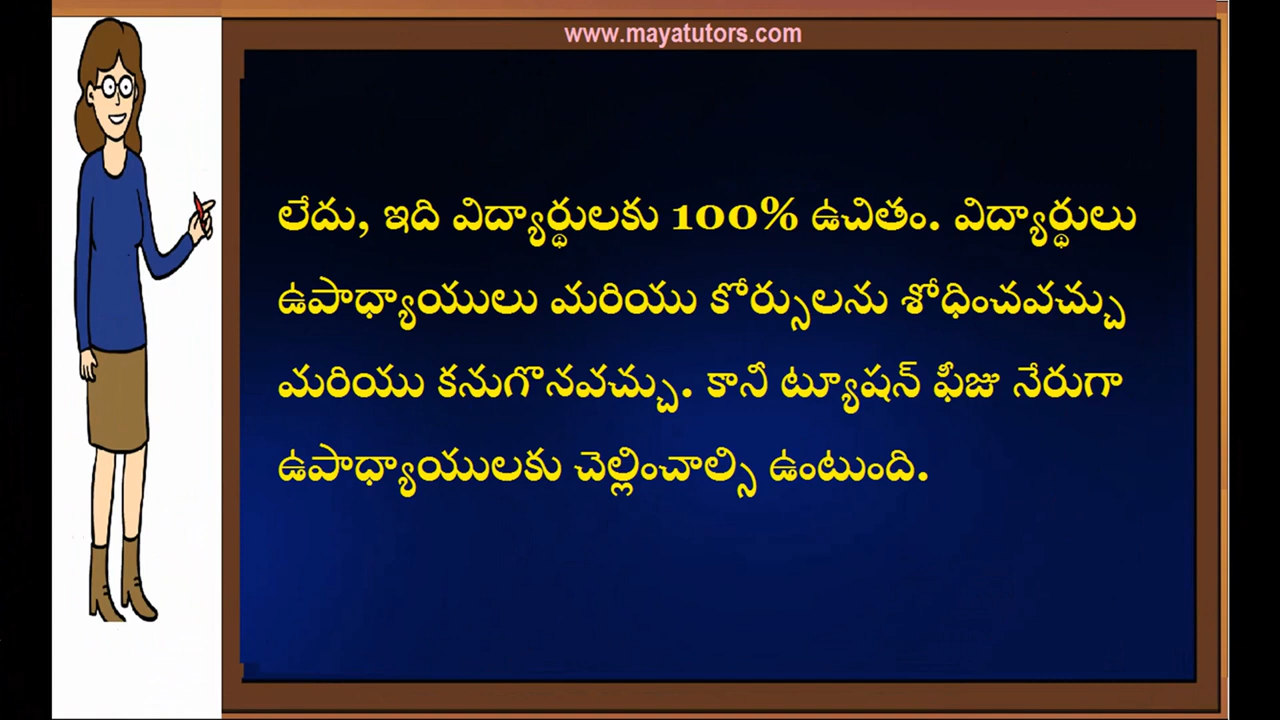 www.mayatutors.com
లేదు, ఇది విద్యార్థులకు 100% ఉచితం. విద్యార్థులు
ఉపాధ్యాయులు మరియు కోర్సులను శోధించవచ్చు
మరియు కనుగొనవచ్చు. కానీ ట్యూషన్ ఫీజు నేరుగా
ఉపాధ్యాయులకు చెల్లించాల్సి ఉంటుంది.